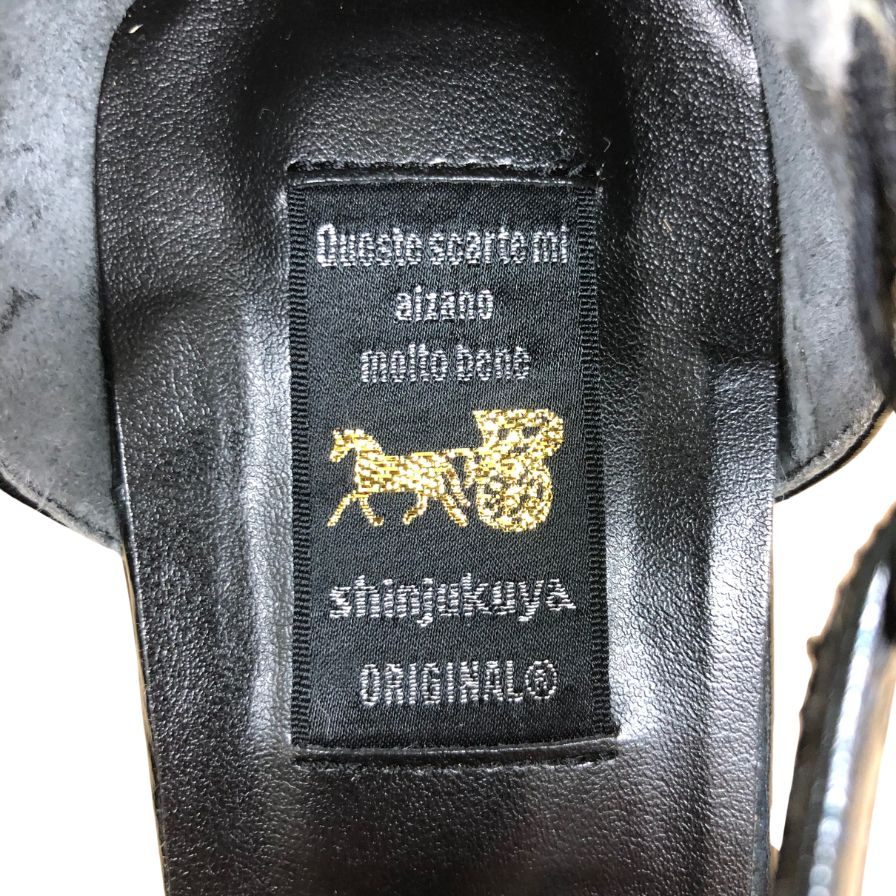 Queste scarte mi
aizano
molto bene
shinjukuya
ORIGINAL®